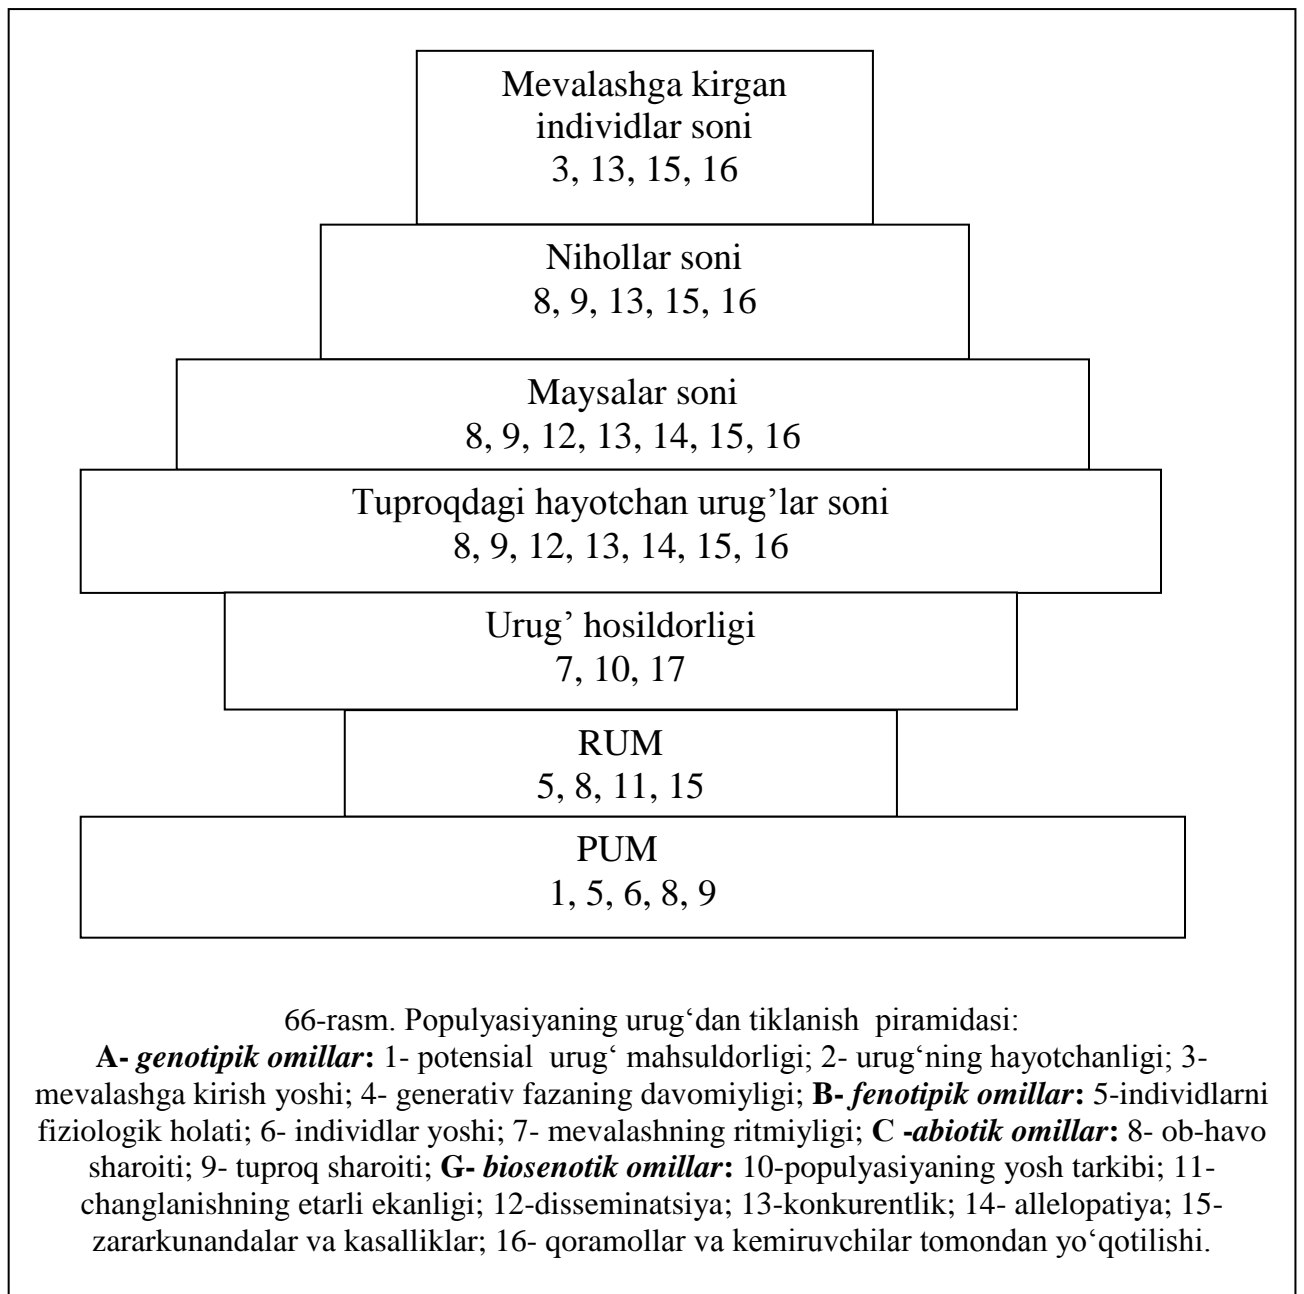 Mevalashga kirgan
individlar soni
3, 13, 15, 16
Nihollar soni
8, 9, 13, 15, 16
Maysalar soni
8, 9, 12, 13, 14, 15, 16
Tuproqdagi hayotchan urug’lar soni
8, 9, 12, 13, 14, 15, 16
Urug’ hosildorligi
7, 10, 17
RUM
5, 8, 11, 15
PUM
1, 5, 6, 8, 9
66-rasm. Populyasiyaning urug‘dan tiklanish piramidasi:
A- genotipik omillar: 1- potensial urug‘ mahsuldorligi; 2- urug‘ning hayotchanligi; 3-
mevalashga kirish yoshi; 4- generativ fazaning davomiyligi; B- fenotipik omillar: 5-individlarni
fiziologik holati; 6- individlar yoshi; 7- mevalashning ritmiyligi; C -abiotik omillar: 8- ob-havo
sharoiti; 9- tuproq sharoiti; G- biosenotik omillar: 10-populyasiyaning yosh tarkibi; 11-
changlanishning etarli ekanligi; 12-disseminatsiya; 13-konkurentlik; 14- allelopatiya; 15-
zararkunandalar va kasalliklar; 16- qoramollar va kemiruvchilar tomondan yo‘qotilishi.